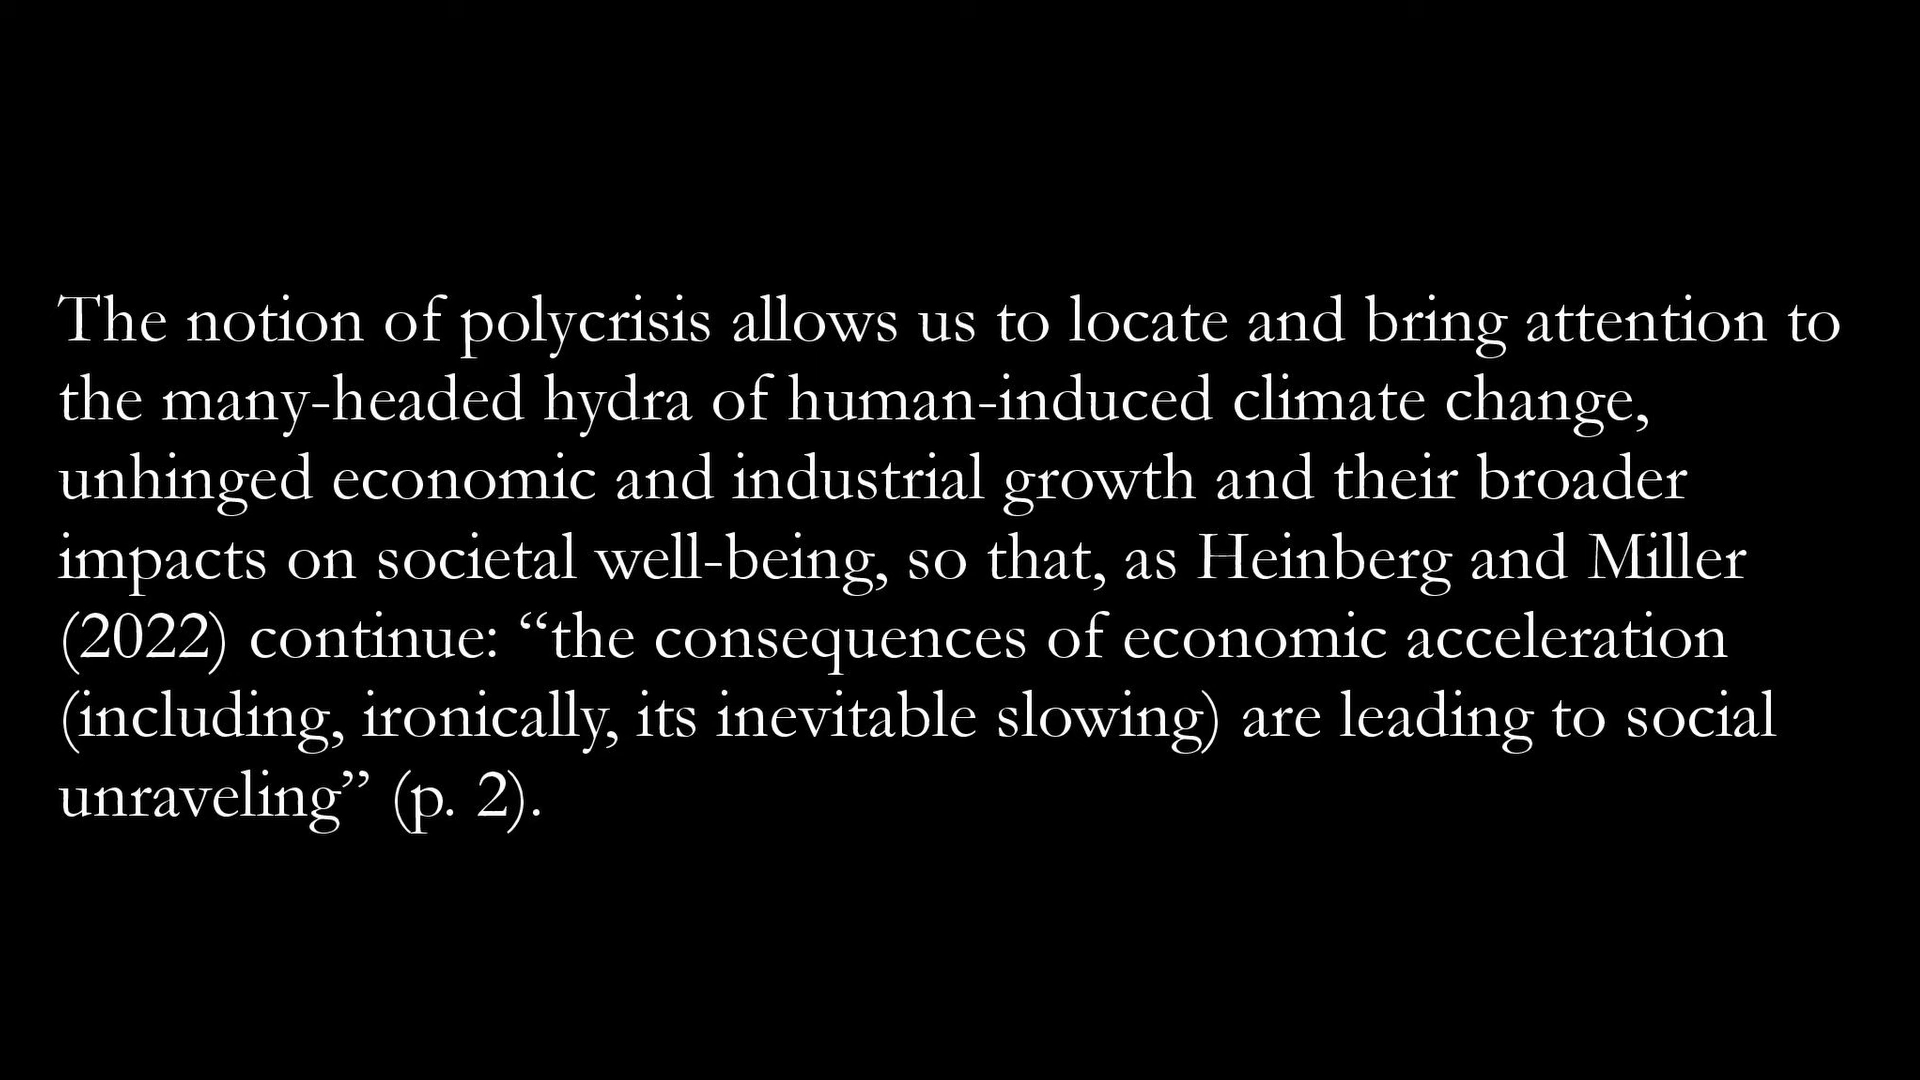 The notion of polycrisis allows us to locate and bring attention to
the many-headed hydra of human-induced climate change,
unhinged economic and industrial growth and their broader
impacts on societal well-being, so that, as Heinberg and Miller
(2022) continue: “the consequences of economic acceleration
(including, ironically, its inevitable slowing) are leading to social
unraveling” (p. 2).